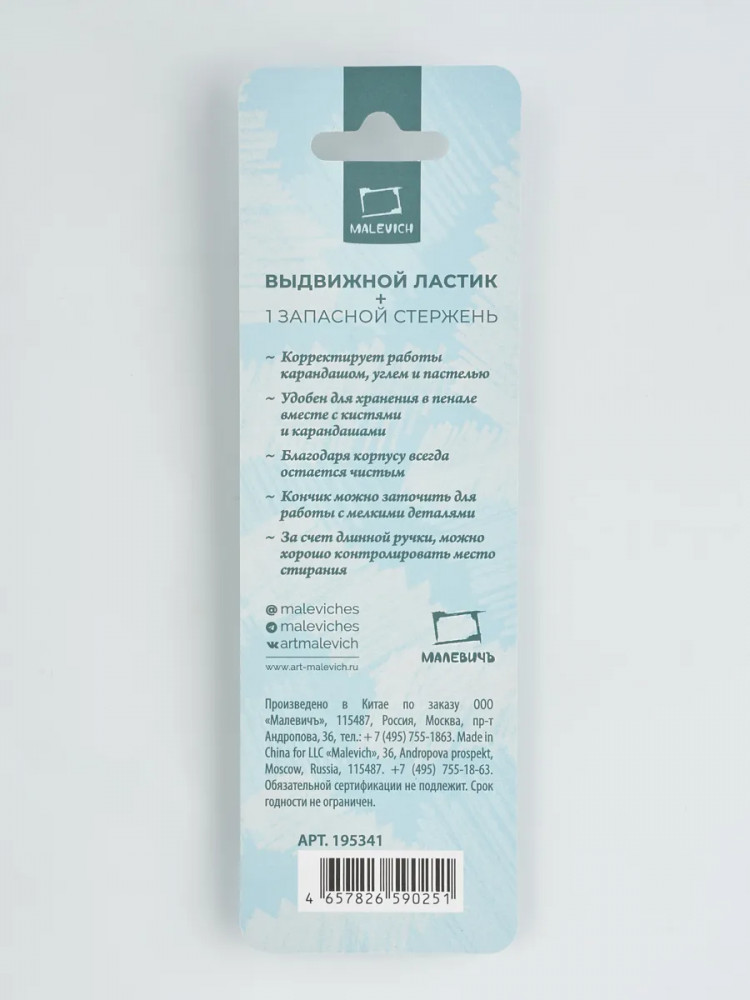 MALEVICH
ВЫДВИЖНОЙ ЛАСТИК
+
1 ЗАПАСНОЙ СТЕРЖЕНЬ
~ Корректирует работы
карандашом, углем и пастелью
~ Удобен для хранения в пенале
вместе с кистями
и карандашами
~ Благодаря корпусу всегда
остается чистым
~ Кончик можно заточить для
работы с мелкими деталями
~ За счет длинной ручки, можно
хорошо контролировать место
стирания
@ maleviches
maleviches
artmalevich
www.art-malevich.ru
МАЛЕВИЧЪ
Произведено в Китае по заказу ООО
«Малевичъ», 115487, Россия, Москва, пр-т
Андропова, 36, тел.: + 7 (495) 755-1863. Made in
China for LLC «Malevich», 36, Andropova prospekt,
Moscow, Russia, 115487. +7 (495) 755-18-63.
Обязательной сертификации не подлежит. Срок
годности не ограничен.
АРТ. 195341
4 657826 590251